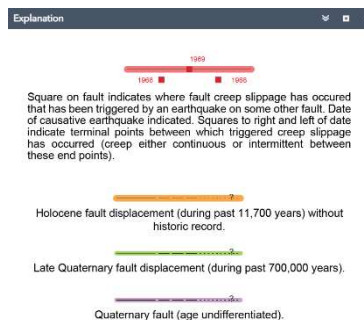 Explanation
1989
1968 1986
Square on fault indicates where fault creep slippage has occured
that has been triggered by an earthquake on some other fault. Date
of causative earthquake indicated. Squares to right and left of date
indicate terminal points between which triggered creep slippage
has occurred (creep either continuous or intermittent between
these end points).
?
Holocene fault displacement (during past 11,700 years) without
historic record.
?
Late Quaternary fault displacement (during past 700,000 years).
?
Quaternary fault (age undifferentiated).